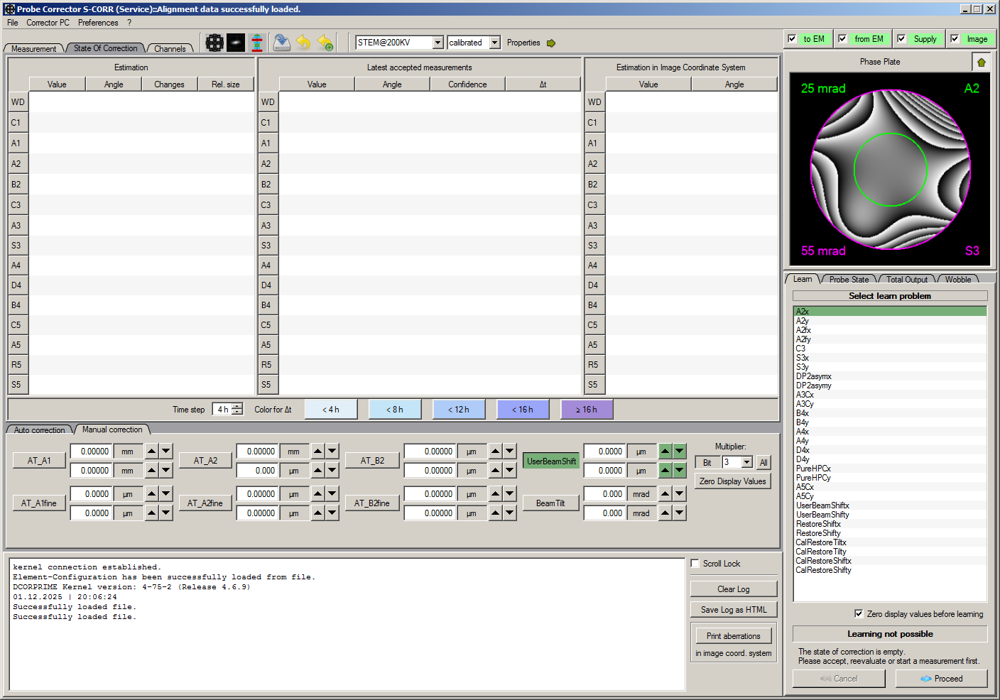 Probe Corrector S-CORR (Service)::Alignment data successfully loaded.
File Corrector PC Preferences ?
Measurement State Of Correction Channels
STEM@200KV calibrated Properties
to EM from EM Supply Image
Estimation
Value Angle Changes Rel. size
WD
C1
A1
A2
B2
C3
A3
S3
A4
D4
B4
C5
A5
R5
S5
Latest accepted measurements
Value Angle Confidence Δt
WD
C1
A1
A2
B2
C3
A3
S3
A4
D4
B4
C5
A5
R5
S5
Estimation in Image Coordinate System
Value Angle
WD
C1
A1
A2
B2
C3
A3
S3
A4
D4
B4
C5
A5
R5
S5
Time step 4 h Color for Δt < 4 h < 8 h < 12 h < 16 h ≥ 16 h
Phase Plate
25 mrad A2
55 mrad S3
Auto correction Manual correction
AT_A1 0.00000 mm
0.00000 mm
AT_A2 0.00000 mm
0.000 µm
AT_B2 0.00000 µm
0.00000 µm
UserBeamShift 0.0000 µm
0.0000 µm
AT_A1fine 0.0000 µm
0.0000 µm
AT_A2fine 0.00000 µm
0.00000 µm
AT_B2fine 0.00000 µm
0.00000 µm
BeamTilt 0.000 mrad
0.000 mrad
Multiplier:
Bit 3 All
Zero Display Values
kernel connection established.
Element-Configuration has been successfully loaded from file.
DCORPRIME Kernel version: 4-75-2 (Release 4.6.9)
01.12.2025 | 20:06:24
Successfully loaded file.
Successfully loaded file.
Scroll Lock
Clear Log
Save Log as HTML
Print aberrations
in image coord. system
Learn Probe State Total Output Wobble
Select learn problem
A2x
A2y
A2fx
A2fy
C3
S3x
S3y
DP2asymx
DP2asymy
A3Cx
A3Cy
B4x
B4y
A4x
A4y
D4x
D4y
PureHPCx
PureHPCy
A5Cx
A5Cy
UserBeamShiftx
UserBeamShifty
RestoreShiftx
RestoreShifty
CalRestoreTiltx
CalRestoreTilty
CalRestoreShiftx
CalRestoreShifty
Zero display values before learning
Learning not possible
The state of correction is empty.
Please accept, reevaluate or start a measurement first.
Cancel Proceed